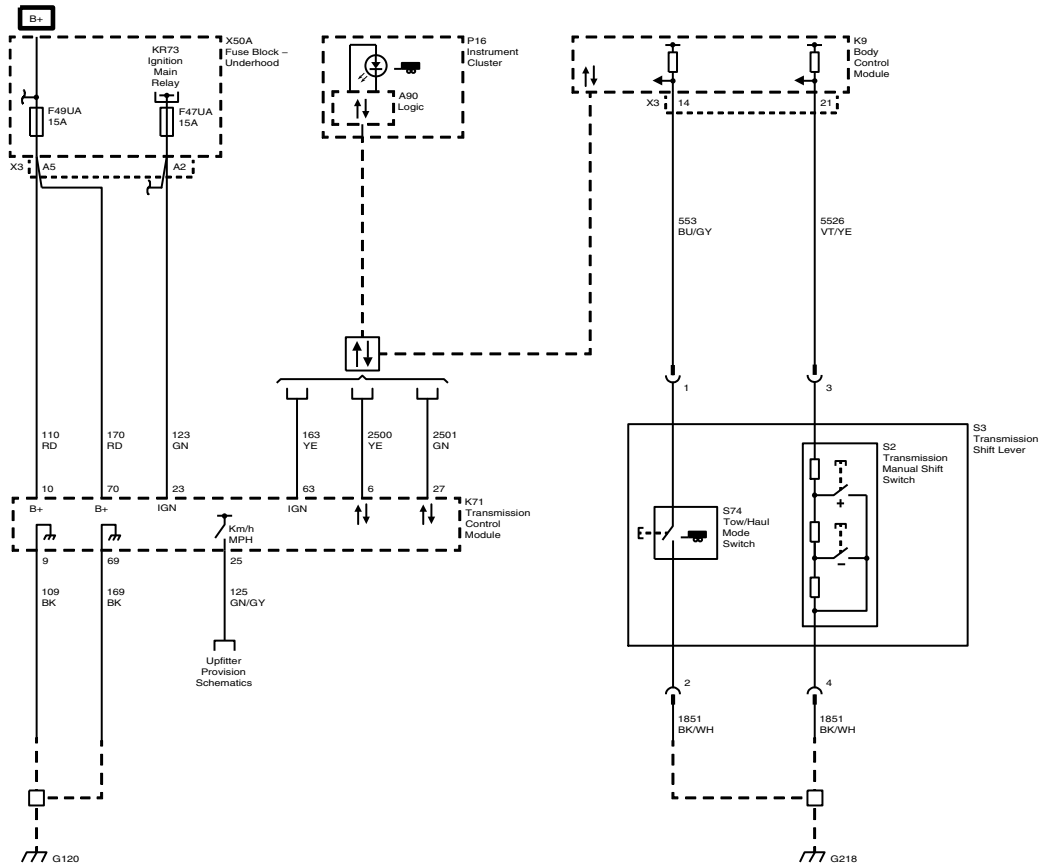 B+
X50A
Fuse Block –
Underhood
KR73
Ignition
Main
Relay
F49UA
15A
F47UA
15A
X3
A5
A2
P16
Instrument
Cluster
A90
Logic
K9
Body
Control
Module
X3
14
21
553
BU/GY
5526
VT/YE
1
3
110
RD
170
RD
123
GN
163
YE
2500
YE
2501
GN
10
70
23
63
6
27
B+
B+
IGN
IGN
K71
Transmission
Control
Module
Km/h
MPH
9
69
25
109
BK
169
BK
125
GN/GY
Upfitter
Provision
Schematics
S3
Transmission
Shift Lever
S2
Transmission
Manual Shift
Switch
+
–
S74
Tow/Haul
Mode
Switch
2
4
1851
BK/WH
1851
BK/WH
G120
G218